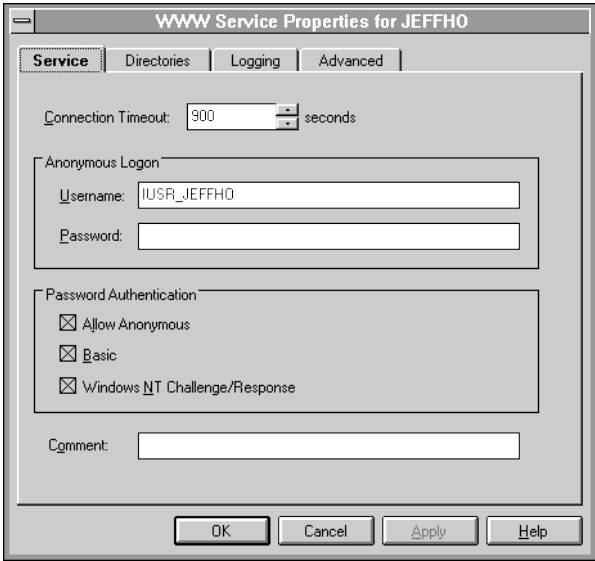 WWW Service Properties for JEFFHO
Service Directories Logging Advanced
Connection Timeout: 900 seconds
Anonymous Logon
Username: IUSR_JEFFHO
Password:
Password Authentication
Allow Anonymous
Basic
Windows NT Challenge/Response
Comment:
OK Cancel Apply Help